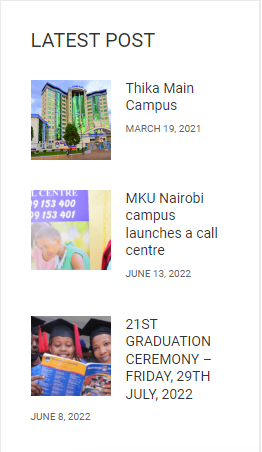 LATEST POST
Thika Main
Campus
MARCH 19, 2021
L CENTRE
09 153 400
09 153 401
MKU Nairobi
campus
launches a call
centre
JUNE 13, 2022
21ST
GRADUATION
CEREMONY –
FRIDAY, 29TH
JULY, 2022
JUNE 8, 2022